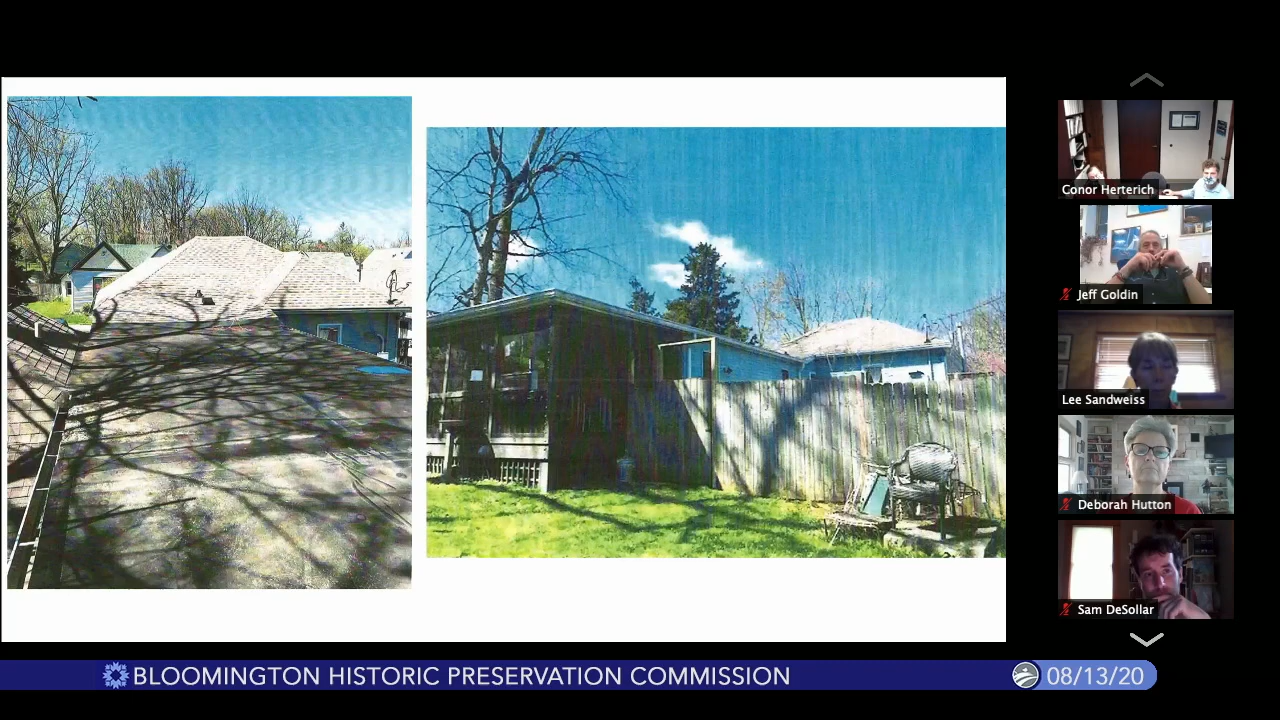 Conor Herterich
Jeff Goldin
Lee Sandweiss
Deborah Hutton
Sam DeSollar
BLOOMINGTON HISTORIC PRESERVATION COMMISSION
08/13/20